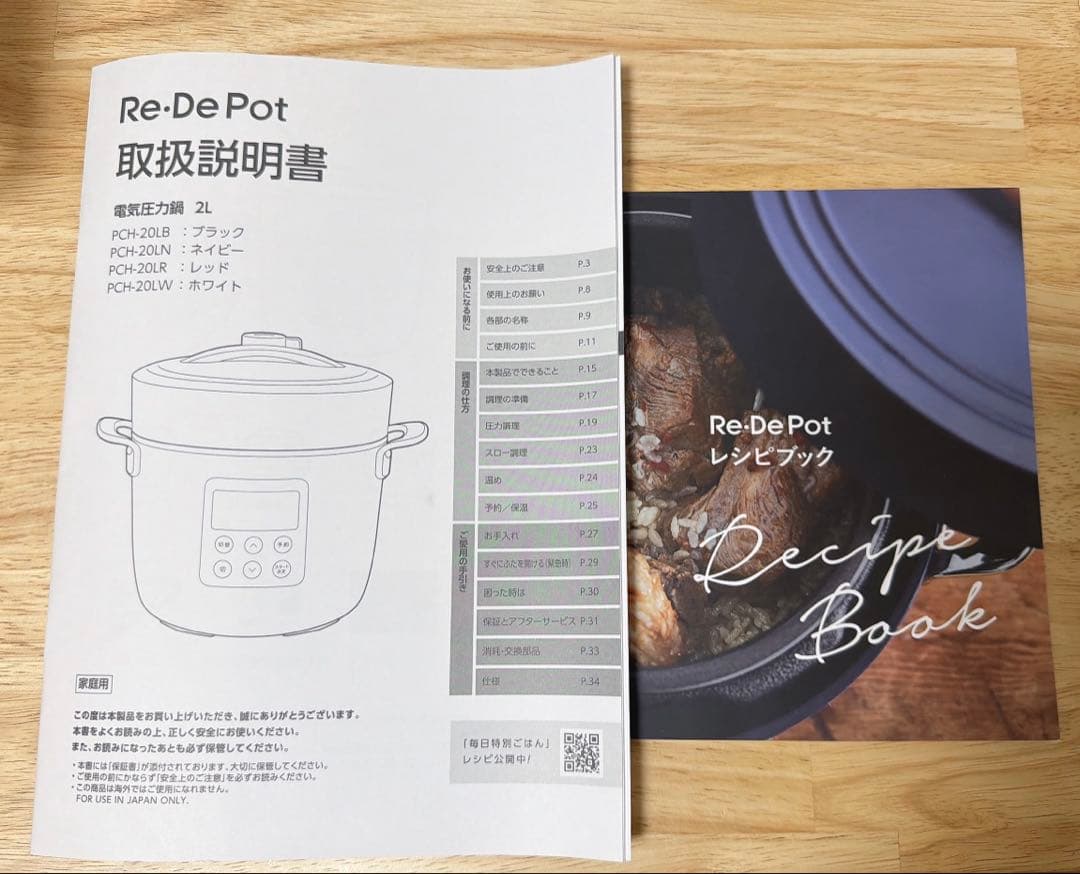 Re·De Pot
取扱説明書
電気圧力鍋 2L
PCH-20LB ：ブラック
PCH-20LN ：ネイビー
PCH-20LR ：レッド
PCH-20LW：ホワイト
お使いになる前に
安全上のご注意 P.3
使用上のお願い P.8
各部の名称 P.9
ご使用の前に P.11
調理の仕方
本製品でできること P.15
調理の準備 P.17
圧力調理 P.19
スロー調理 P.23
温め P.24
予約／保温 P.25
ご使用の手引き
お手入れ P.27
すぐにふたを開ける（緊急時） P.29
困った時は P.30
保証とアフターサービス P.31
消耗・交換部品 P.33
仕様 P.34
切替
予約
切
家庭用
この度は本製品をお買い上げいただき、誠にありがとうございます。
本書をよくお読みの上、正しく安全にお使いください。
また、お読みになったあとも必ず保管してください。
・本書には「保証書」が添付されております、大切に保管してください。
・ご使用の前にかならず「安全上のご注意」を必ずお読みください。
・この商品は海外ではご使用になれません。
FOR USE IN JAPAN ONLY.
「毎日特別ごはん」
レシピ公開中！
Re·De Pot
レシピブック
Recipe
Book